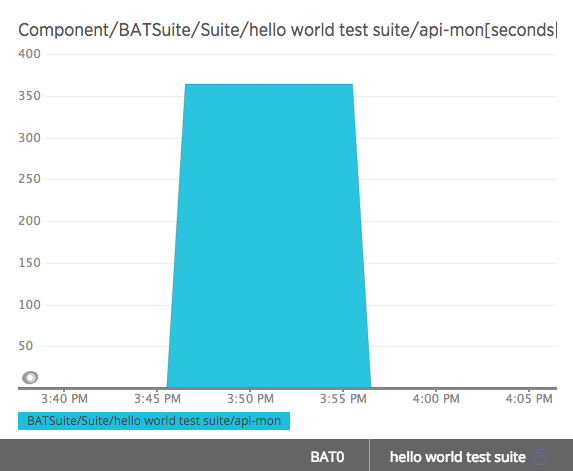 Component/BATSuite/Suite/hello world test suite/api-mon[seconds|
400
350
300
250
200
150
100
50
3:40 PM 3:45 PM 3:50 PM 3:55 PM 4:00 PM 4:05 PM
BATSuite/Suite/hello world test suite/api-mon
BAT0 hello world test suite ?